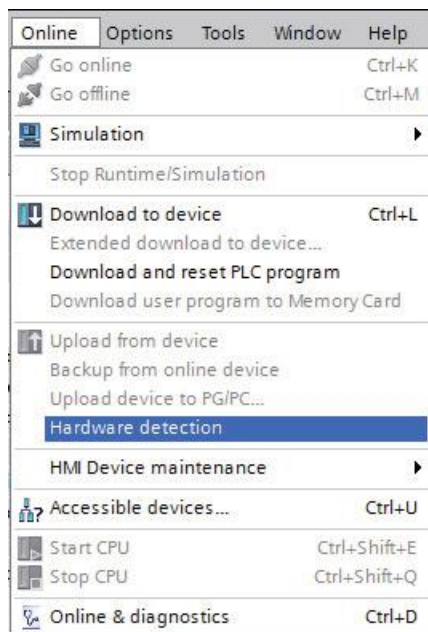 Online Options Tools Window Help
Go online Ctrl+K
Go offline Ctrl+M
Simulation
Stop Runtime/Simulation
Download to device Ctrl+L
Extended download to device...
Download and reset PLC program
Download user program to Memory Card
Upload from device
Backup from online device
Upload device to PG/PC...
Hardware detection
HMI Device maintenance
Accessible devices... Ctrl+U
Start CPU Ctrl+Shift+E
Stop CPU Ctrl+Shift+Q
Online & diagnostics Ctrl+D